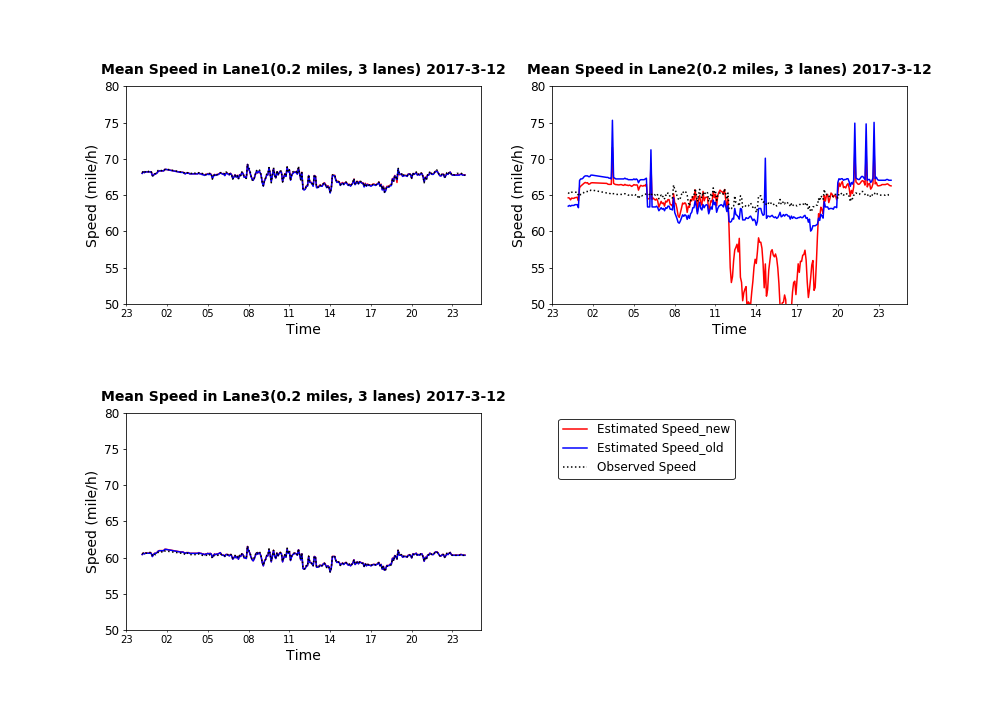 Mean Speed in Lane1(0.2 miles, 3 lanes) 2017-3-12
80
75
70
65
60
55
50
Speed (mile/h)
23 02 05 08 11 14 17 20 23
Time
Mean Speed in Lane2(0.2 miles, 3 lanes) 2017-3-12
80
75
70
65
60
55
50
Speed (mile/h)
23 02 05 08 11 14 17 20 23
Time
Mean Speed in Lane3(0.2 miles, 3 lanes) 2017-3-12
80
75
70
65
60
55
50
Speed (mile/h)
23 02 05 08 11 14 17 20 23
Time
Estimated Speed_new
Estimated Speed_old
Observed Speed